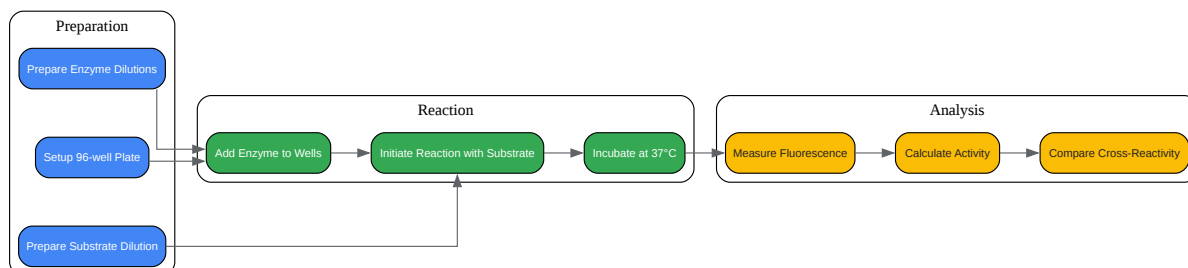 Preparation
Prepare Enzyme Dilutions
Setup 96-well Plate
Prepare Substrate Dilution
Reaction
Add Enzyme to Wells
Initiate Reaction with Substrate
Incubate at 37°C
Analysis
Measure Fluorescence
Calculate Activity
Compare Cross-Reactivity